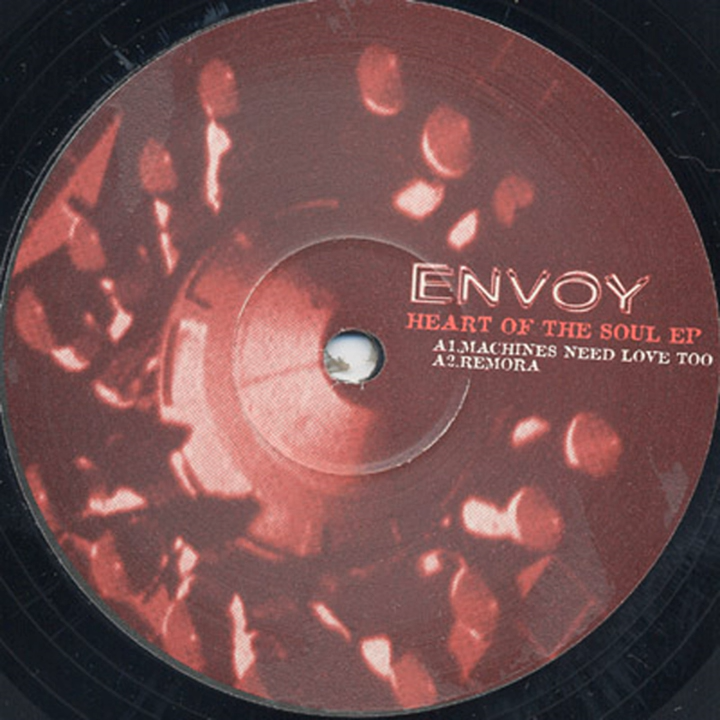 ENVOY
HEART OF THE SOUL EP
A1.MACHINES NEED LOVE TOO
A2.REMORA